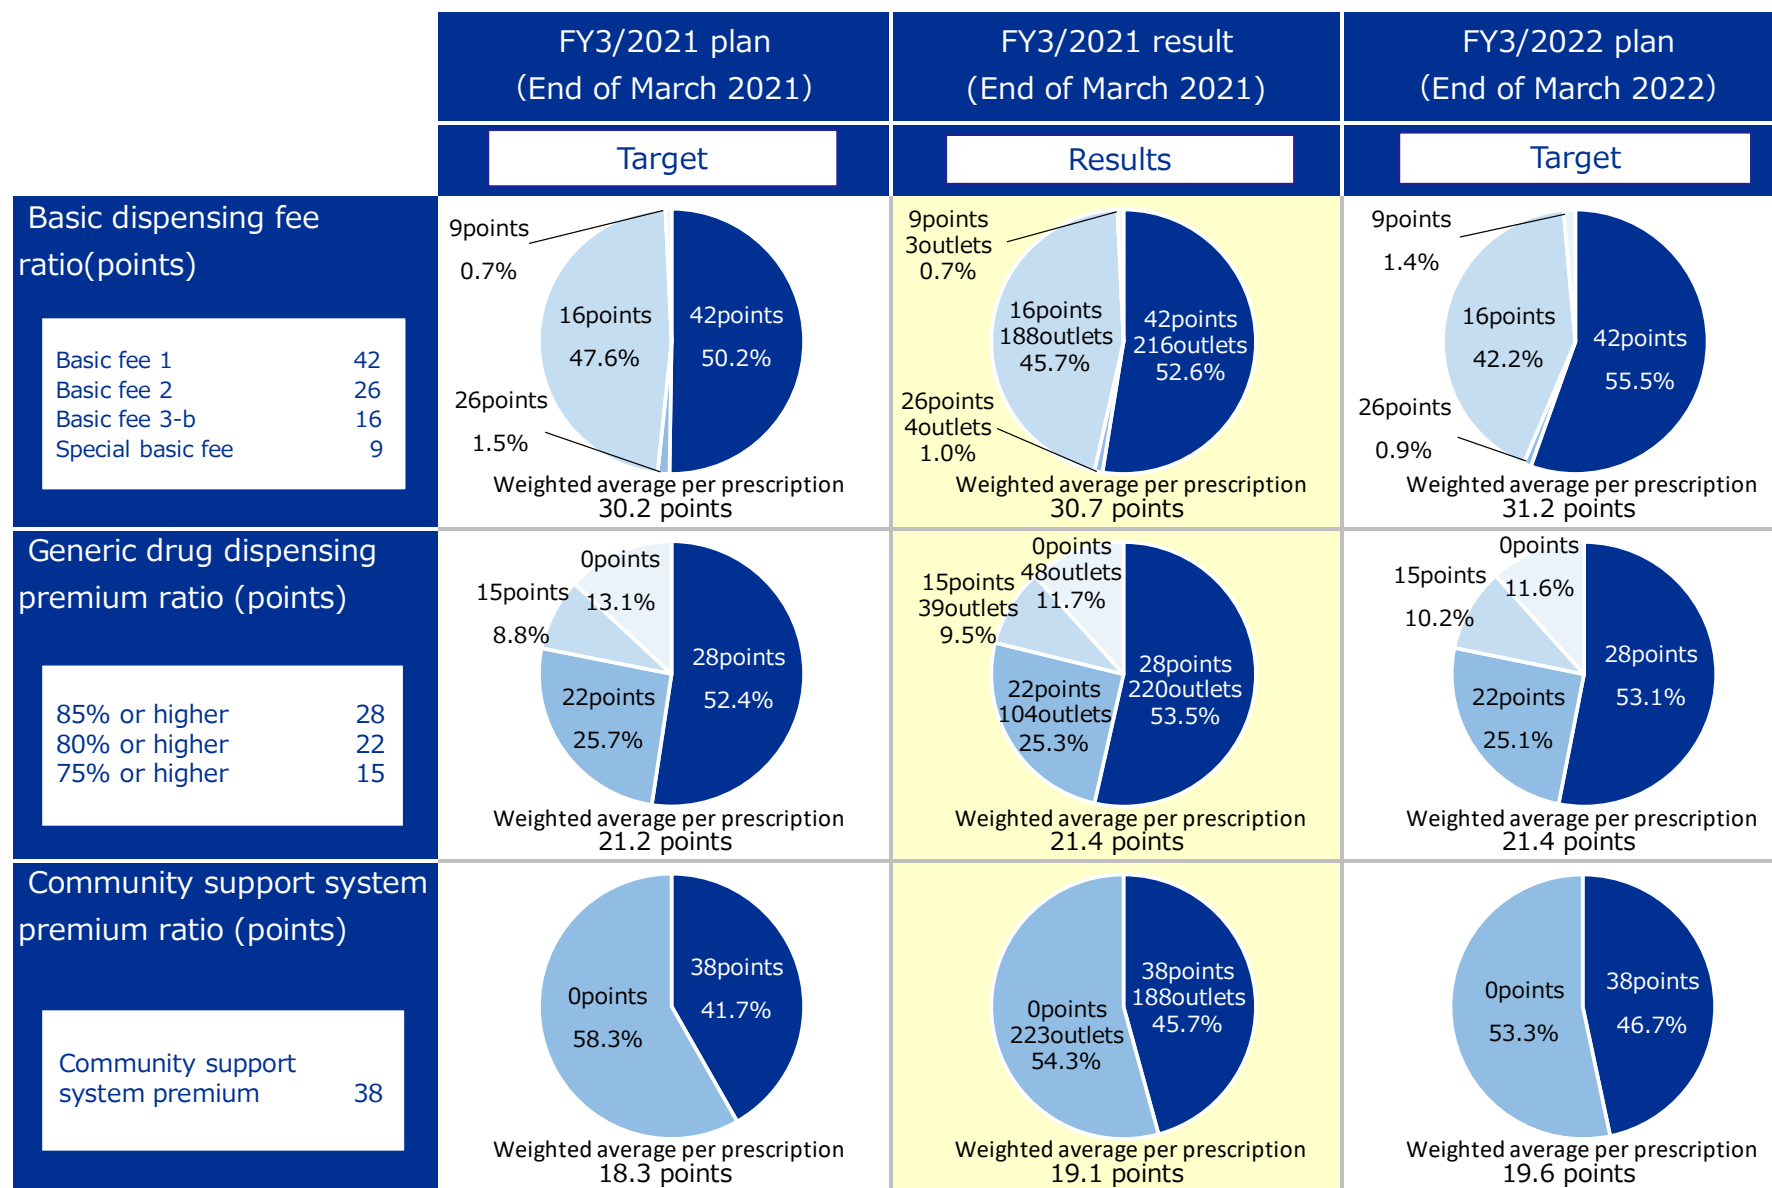 FY3/2021 plan
(End of March 2021)
FY3/2021 result
(End of March 2021)
FY3/2022 plan
(End of March 2022)
Target
Results
Target
Basic dispensing fee
ratio(points)
Basic fee 1 42
Basic fee 2 26
Basic fee 3-b 16
Special basic fee 9
9points
0.7%
16points
47.6%
42points
50.2%
26points
1.5%
Weighted average per prescription
30.2 points
9points
3outlets
0.7%
16points
188outlets
45.7%
42points
216outlets
52.6%
26points
4outlets
1.0%
Weighted average per prescription
30.7 points
9points
1.4%
16points
42.2%
42points
55.5%
26points
0.9%
Weighted average per prescription
31.2 points
Generic drug dispensing
premium ratio (points)
85% or higher 28
80% or higher 22
75% or higher 15
0points
13.1%
15points
8.8%
28points
52.4%
22points
25.7%
Weighted average per prescription
21.2 points
0points
48outlets
11.7%
15points
39outlets
9.5%
28points
220outlets
53.5%
22points
104outlets
25.3%
Weighted average per prescription
21.4 points
0points
11.6%
15points
10.2%
28points
53.1%
22points
25.1%
Weighted average per prescription
21.4 points
Community support system
premium ratio (points)
Community support
system premium 38
0points
58.3%
38points
41.7%
Weighted average per prescription
18.3 points
0points
223outlets
54.3%
38points
188outlets
45.7%
Weighted average per prescription
19.1 points
0points
53.3%
38points
46.7%
Weighted average per prescription
19.6 points